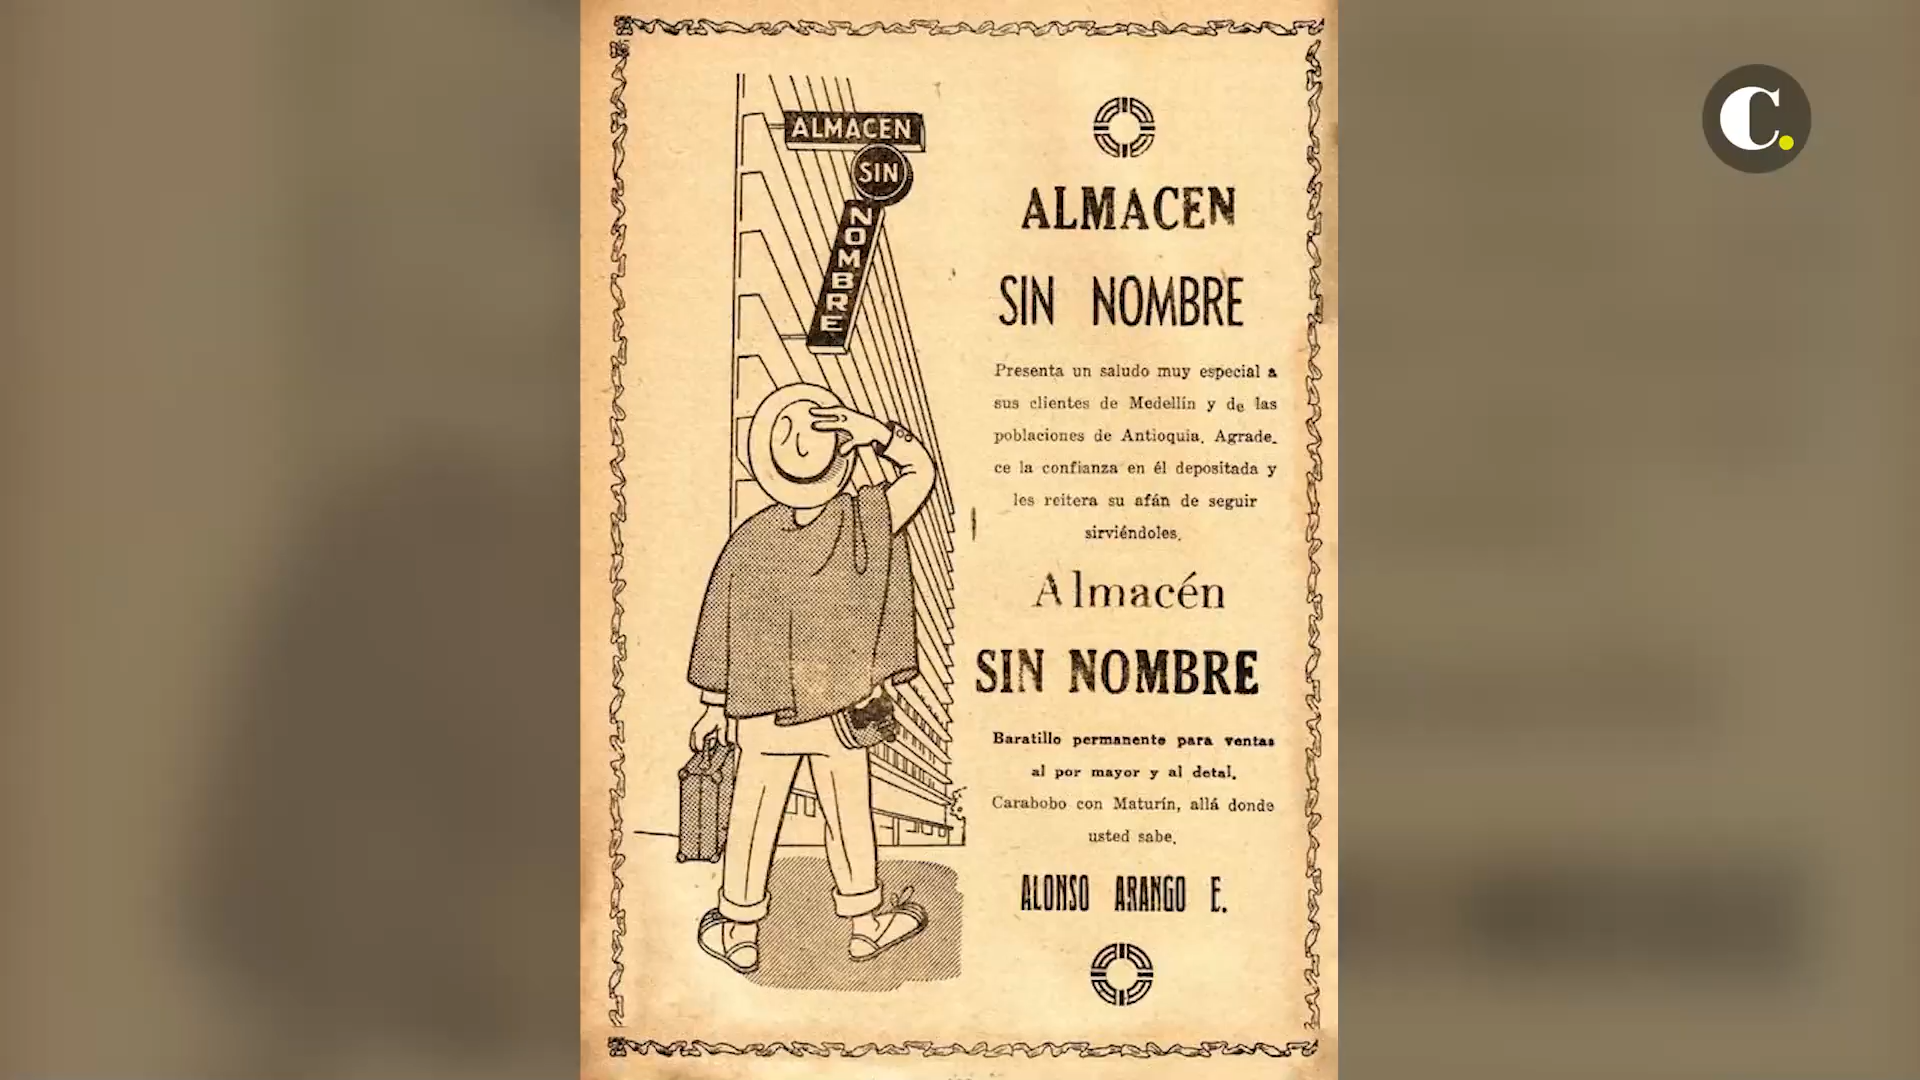 ALMACEN
SIN
NOMBRE
ALMACEN
SIN NOMBRE
Presenta un saludo muy especial a
sus clientes de Medellín y de las
poblaciones de Antioquia. Agrade-
ce la confianza en él depositada y
les reitera su afán de seguir
sirviéndoles.
Almacén
SIN NOMBRE
Baratillo permanente para ventas
al por mayor y al detal.
Carabobo con Maturín, allá donde
usted sabe.
ALONSO ARANGO E.
C.